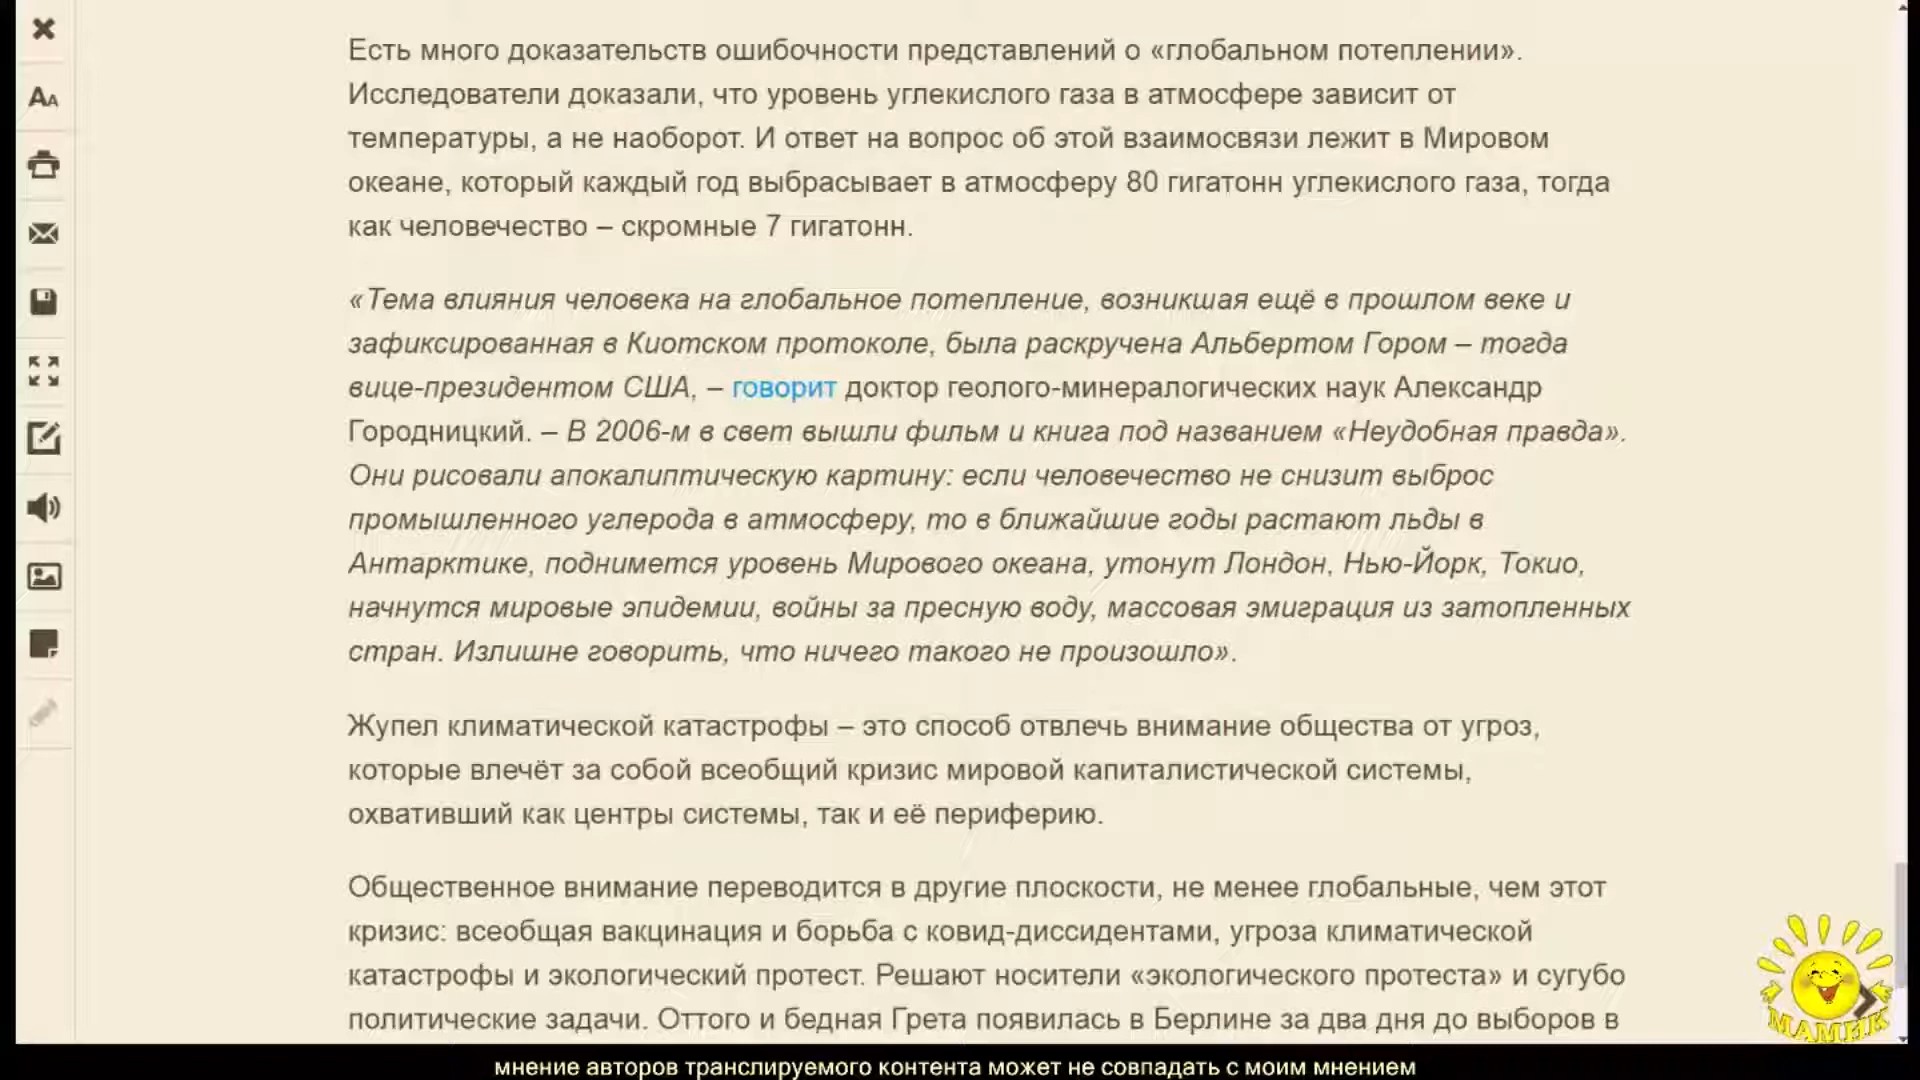 Есть много доказательств ошибочности представлений о «глобальном потеплении».
Исследователи доказали, что уровень углекислого газа в атмосфере зависит от
температуры, а не наоборот. И ответ на вопрос об этой взаимосвязи лежит в Мировом
океане, который каждый год выбрасывает в атмосферу 80 гигатонн углекислого газа, тогда
как человечество – скромные 7 гигатонн.
«Тема влияния человека на глобальное потепление, возникшая ещё в прошлом веке и
зафиксированная в Киотском протоколе, была раскручена Альбертом Гором – тогда
вице-президентом США, – говорит доктор геолого-минералогических наук Александр
Городницкий. – В 2006-м в свет вышли фильм и книга под названием «Неудобная правда».
Они рисовали апокалиптическую картину: если человечество не снизит выброс
промышленного углерода в атмосферу, то в ближайшие годы растают льды в
Антарктике, поднимется уровень Мирового океана, утонут Лондон, Нью-Йорк, Токио,
начнутся мировые эпидемии, войны за пресную воду, массовая эмиграция из затопленных
стран. Излишне говорить, что ничего такого не произошло».
Жупел климатической катастрофы – это способ отвлечь внимание общества от угроз,
которые влечёт за собой всеобщий кризис мировой капиталистической системы,
охвативший как центры системы, так и её периферию.
Общественное внимание переводится в другие плоскости, не менее глобальные, чем этот
кризис: всеобщая вакцинация и борьба с ковид-диссидентами, угроза климатической
катастрофы и экологический протест. Решают носители «экологического протеста» и сугубо
политические задачи. Оттого и бедная Грета появилась в Берлине за два дня до выборов в
МАМИК
мнение авторов транслируемого контента может не совпадать с моим мнением